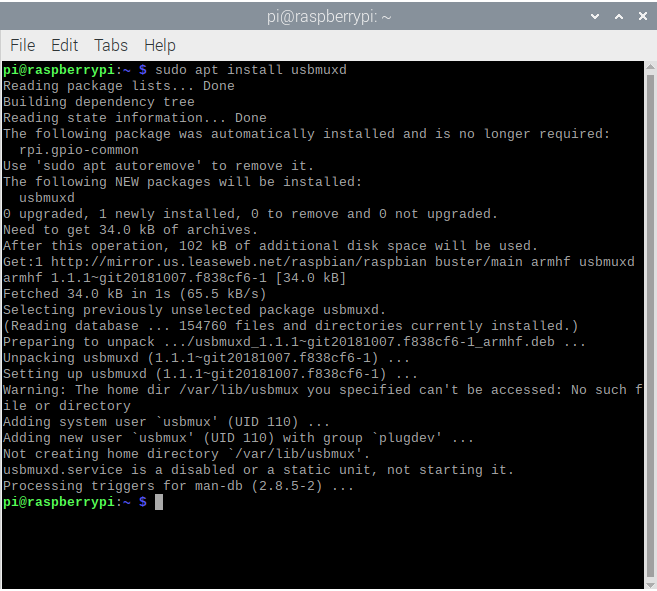 pi@raspberrypi: ~
File Edit Tabs Help
pi@raspberrypi:~ $ sudo apt install usbmuxd
Reading package lists... Done
Building dependency tree
Reading state information... Done
The following package was automatically installed and is no longer required:
  rpi.gpio-common
Use 'sudo apt autoremove' to remove it.
The following NEW packages will be installed:
  usbmuxd
0 upgraded, 1 newly installed, 0 to remove and 0 not upgraded.
Need to get 34.0 kB of archives.
After this operation, 102 kB of additional disk space will be used.
Get:1 http://mirror.us.leaseweb.net/raspbian/raspbian buster/main armhf usbmuxd
armhf 1.1.1~git20181007.f838cf6-1 [34.0 kB]
Fetched 34.0 kB in 1s (65.5 kB/s)
Selecting previously unselected package usbmuxd.
(Reading database ... 154760 files and directories currently installed.)
Preparing to unpack .../usbmuxd_1.1.1~git20181007.f838cf6-1_armhf.deb ...
Unpacking usbmuxd (1.1.1~git20181007.f838cf6-1) ...
Setting up usbmuxd (1.1.1~git20181007.f838cf6-1) ...
Warning: The home dir /var/lib/usbmux you specified can't be accessed: No such f
ile or directory
Adding system user `usbmux' (UID 110) ...
Adding new user `usbmux' (UID 110) with group `plugdev' ...
Not creating home directory `/var/lib/usbmux'.
usbmuxd.service is a disabled or a static unit, not starting it.
Processing triggers for man-db (2.8.5-2) ...
pi@raspberrypi:~ $